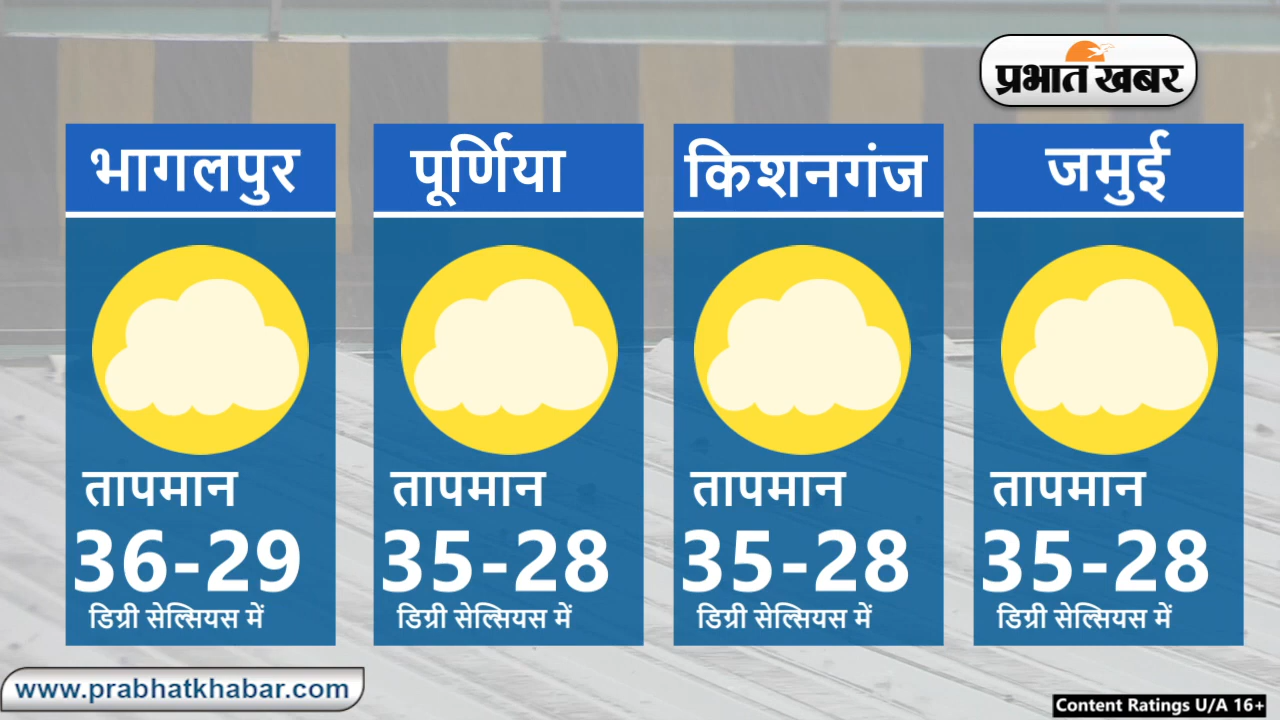 प्रभात खबर
भागलपुर
तापमान
36-29
डिग्री सेल्सियस में
पूर्णिया
तापमान
35-28
डिग्री सेल्सियस में
किशनगंज
तापमान
35-28
डिग्री सेल्सियस में
जमुई
तापमान
35-28
डिग्री सेल्सियस में
www.prabhatkhabar.com
Content Ratings U/A 16+